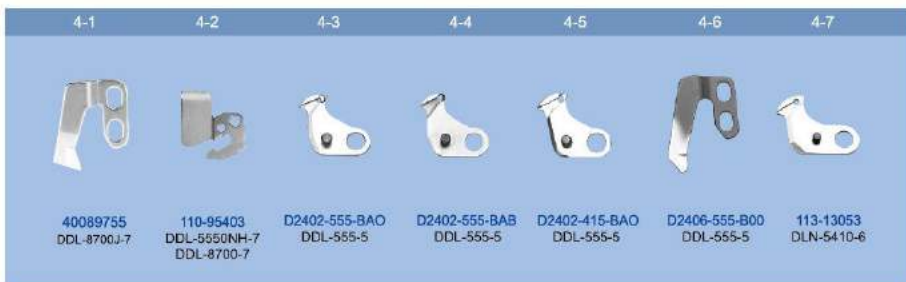 4-1 4-2 4-3 4-4 4-5 4-6 4-7
40089755 110-95403 D2402-555-BAO D2402-555-BAB D2402-415-BAO D2406-555-B00 113-13053
DDL-8700J-7 DDL-5550NH-7 DDL-555-5 DDL-555-5 DDL-555-5 DDL-555-5 DLN-5410-6
DDL-8700-7